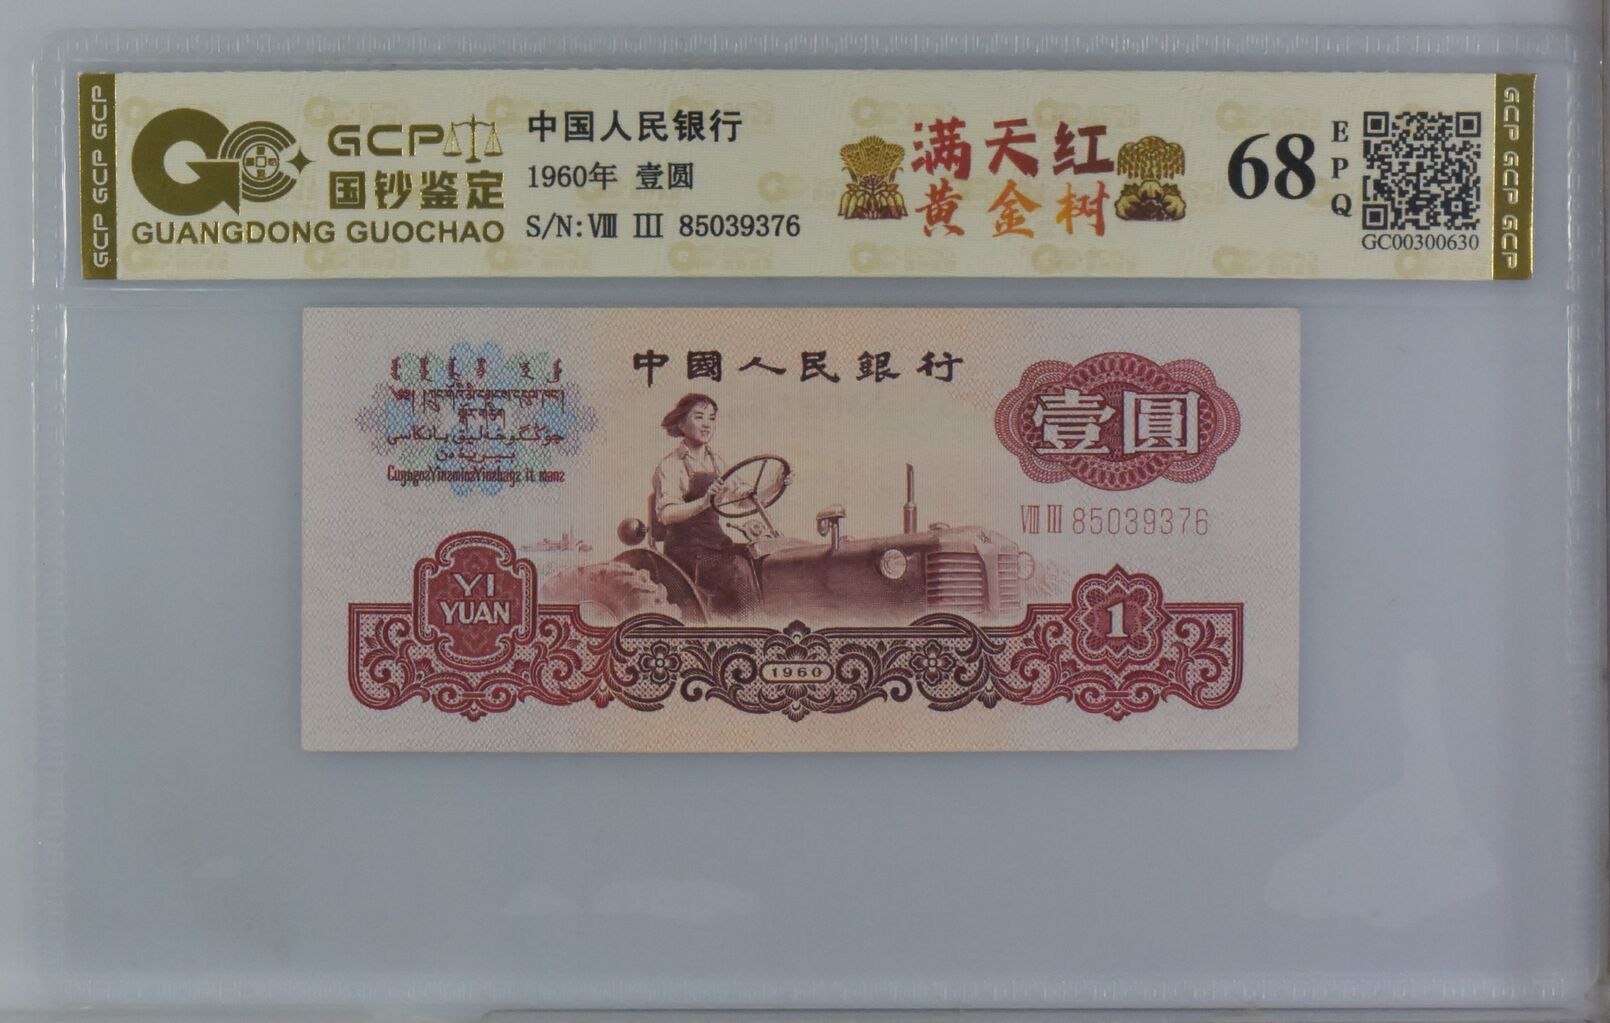 GCP GCP GCP
GCP
国钞鉴定
GUANGDONG GUOCHAO
中国人民银行
1960年 壹圆
S/N: Ⅷ Ⅲ 85039376
满天红
黄金树
68
EPQ
GC00300630
GCP GCP GCP
中國人民銀行
壹圓
Ⅷ Ⅲ 85039376
YI
YUAN
1960
1